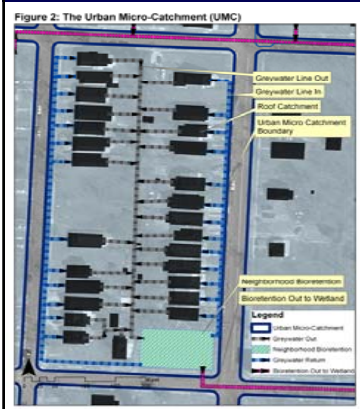 Figure 2: The Urban Micro-Catchment (UMC)
Greywater Line Out
Greywater Line In
Roof Catchment
Urban Micro Catchment
Boundary
Neighborhood Bioretention
Bioretention Out to Wetland
Legend
Urban Micro-Catchment
Greywater Out
Neighborhood Bioretention
Greywater Return
Bioretention Out to Wetland